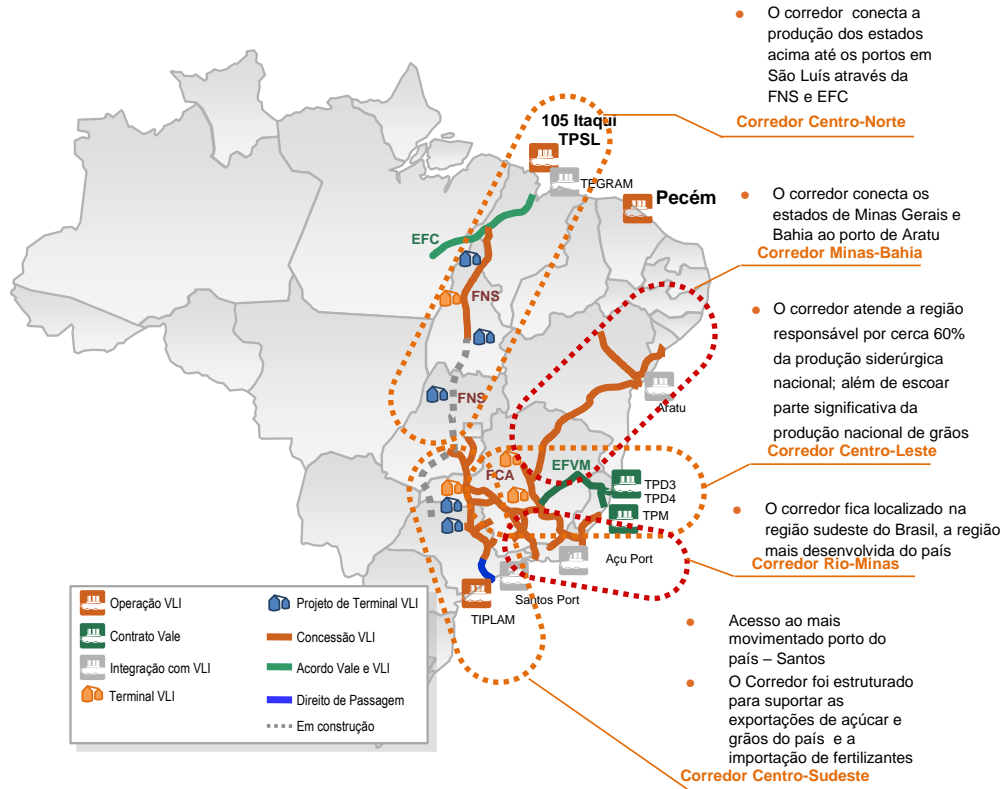 O corredor conecta a
produção dos estados
acima até os portos em
São Luís através da
FNS e EFC
Corredor Centro-Norte
105 Itaqui
TPSL
TEGRAM
Pecém
O corredor conecta os
estados de Minas Gerais e
Bahia ao porto de Aratu
Corredor Minas-Bahia
EFC
FNS
O corredor atende a região
responsável por cerca 60%
da produção siderúrgica
nacional; além de escoar
parte significativa da
produção nacional de grãos
Corredor Centro-Leste
Aratu
FNS
FCA
EFVM
TPD3
TPD4
TPM
O corredor fica localizado na
região sudeste do Brasil, a região
mais desenvolvida do país
Corredor Rio-Minas
Açu Port
Santos Port
TIPLAM
Operação VLI
Contrato Vale
Integração com VLI
Terminal VLI
Projeto de Terminal VLI
Concessão VLI
Acordo Vale e VLI
Direito de Passagem
Em construção
Acesso ao mais
movimentado porto do
país – Santos
O Corredor foi estruturado
para suportar as
exportações de açúcar e
grãos do país e a
importação de fertilizantes
Corredor Centro-Sudeste